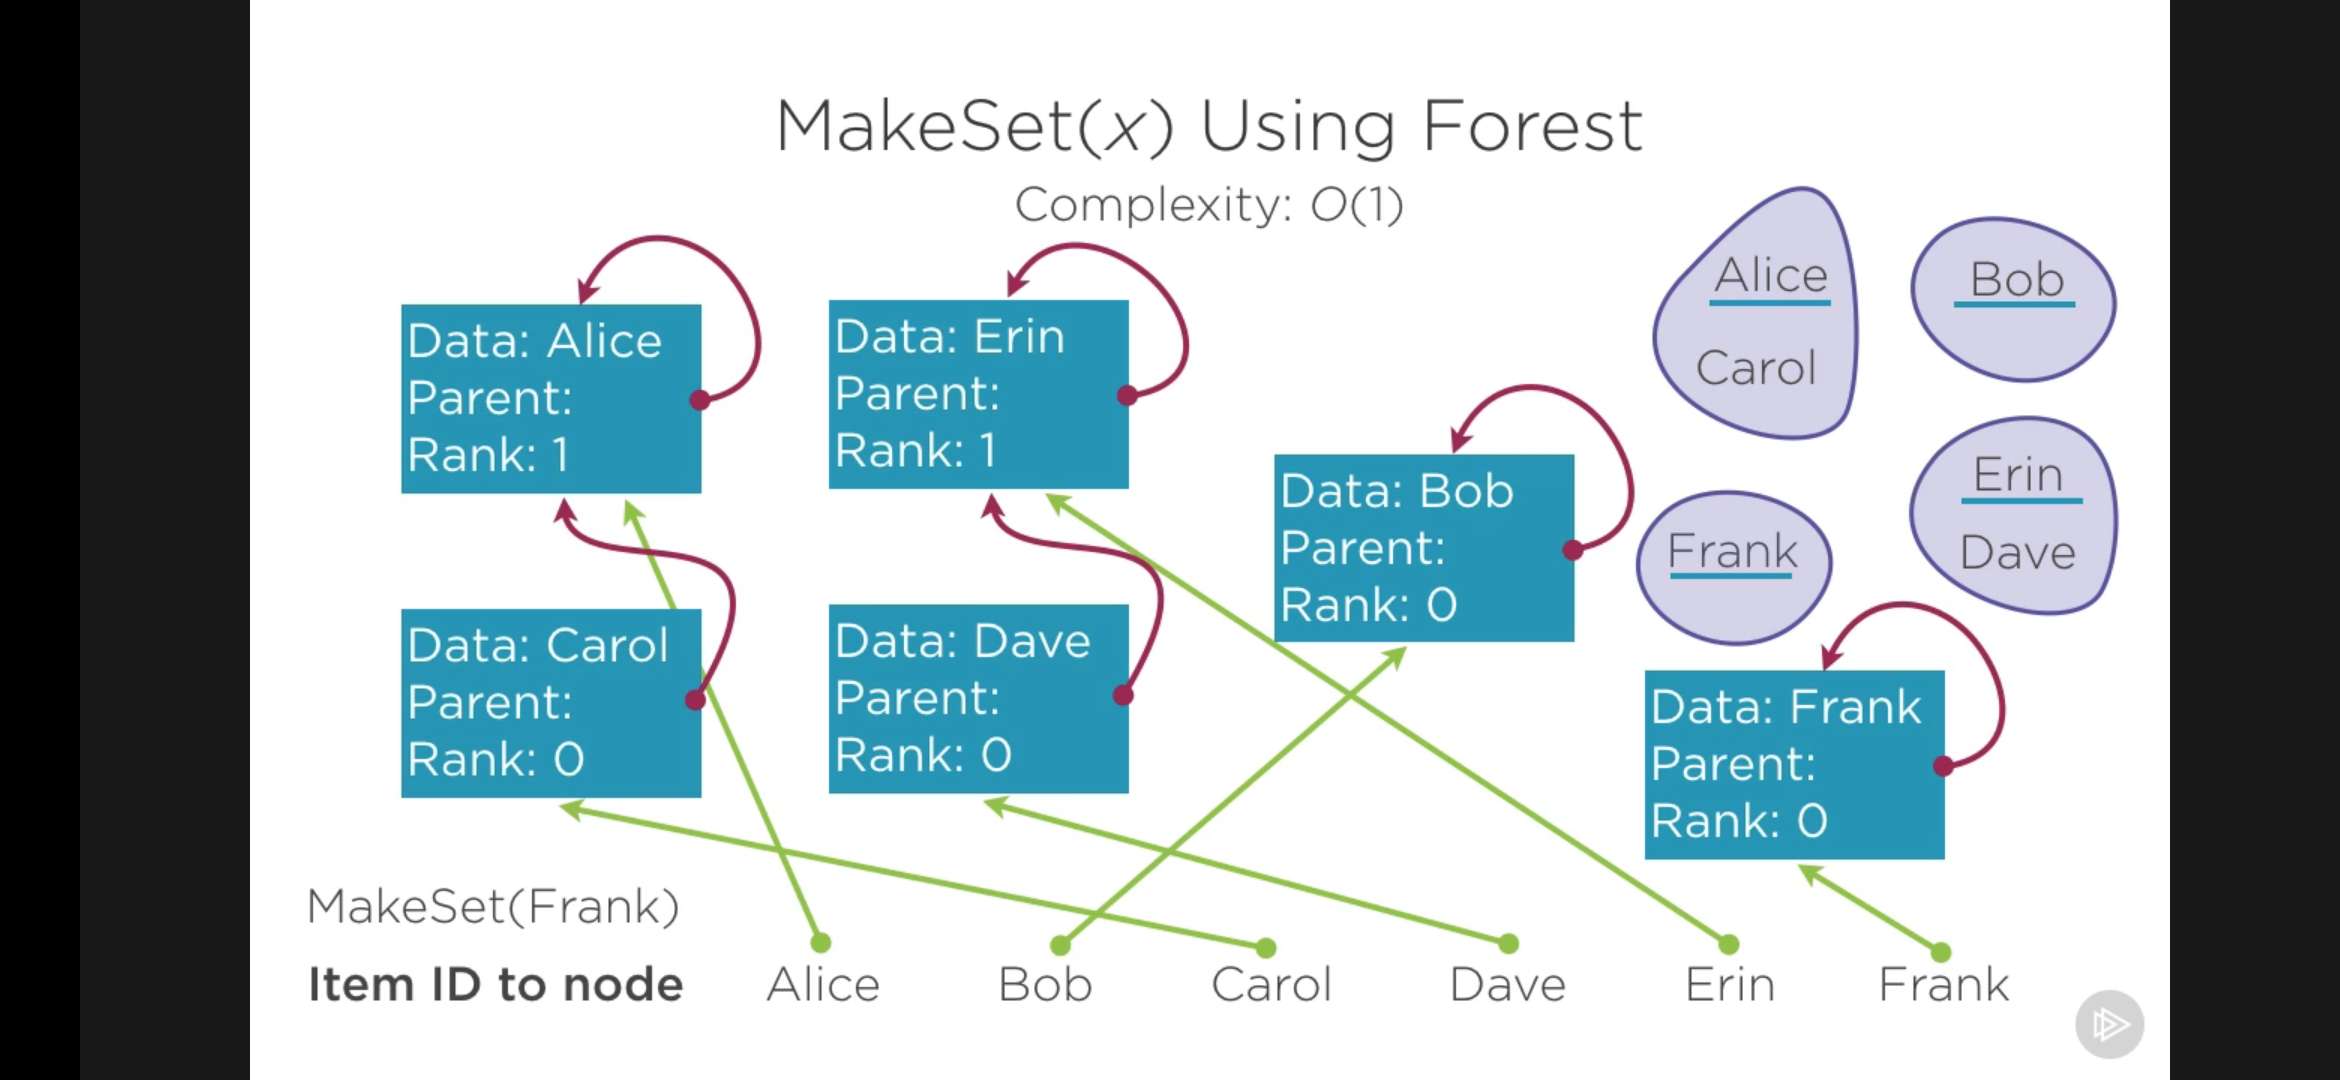 MakeSet(x) Using Forest
Complexity: O(1)
Data: Alice
Parent:
Rank: 1
Data: Erin
Parent:
Rank: 1
Data: Bob
Parent:
Rank: 0
Data: Carol
Parent:
Rank: 0
Data: Dave
Parent:
Rank: 0
Data: Frank
Parent:
Rank: 0
Alice
Carol
Bob
Erin
Dave
Frank
MakeSet(Frank)
Item ID to node
Alice
Bob
Carol
Dave
Erin
Frank